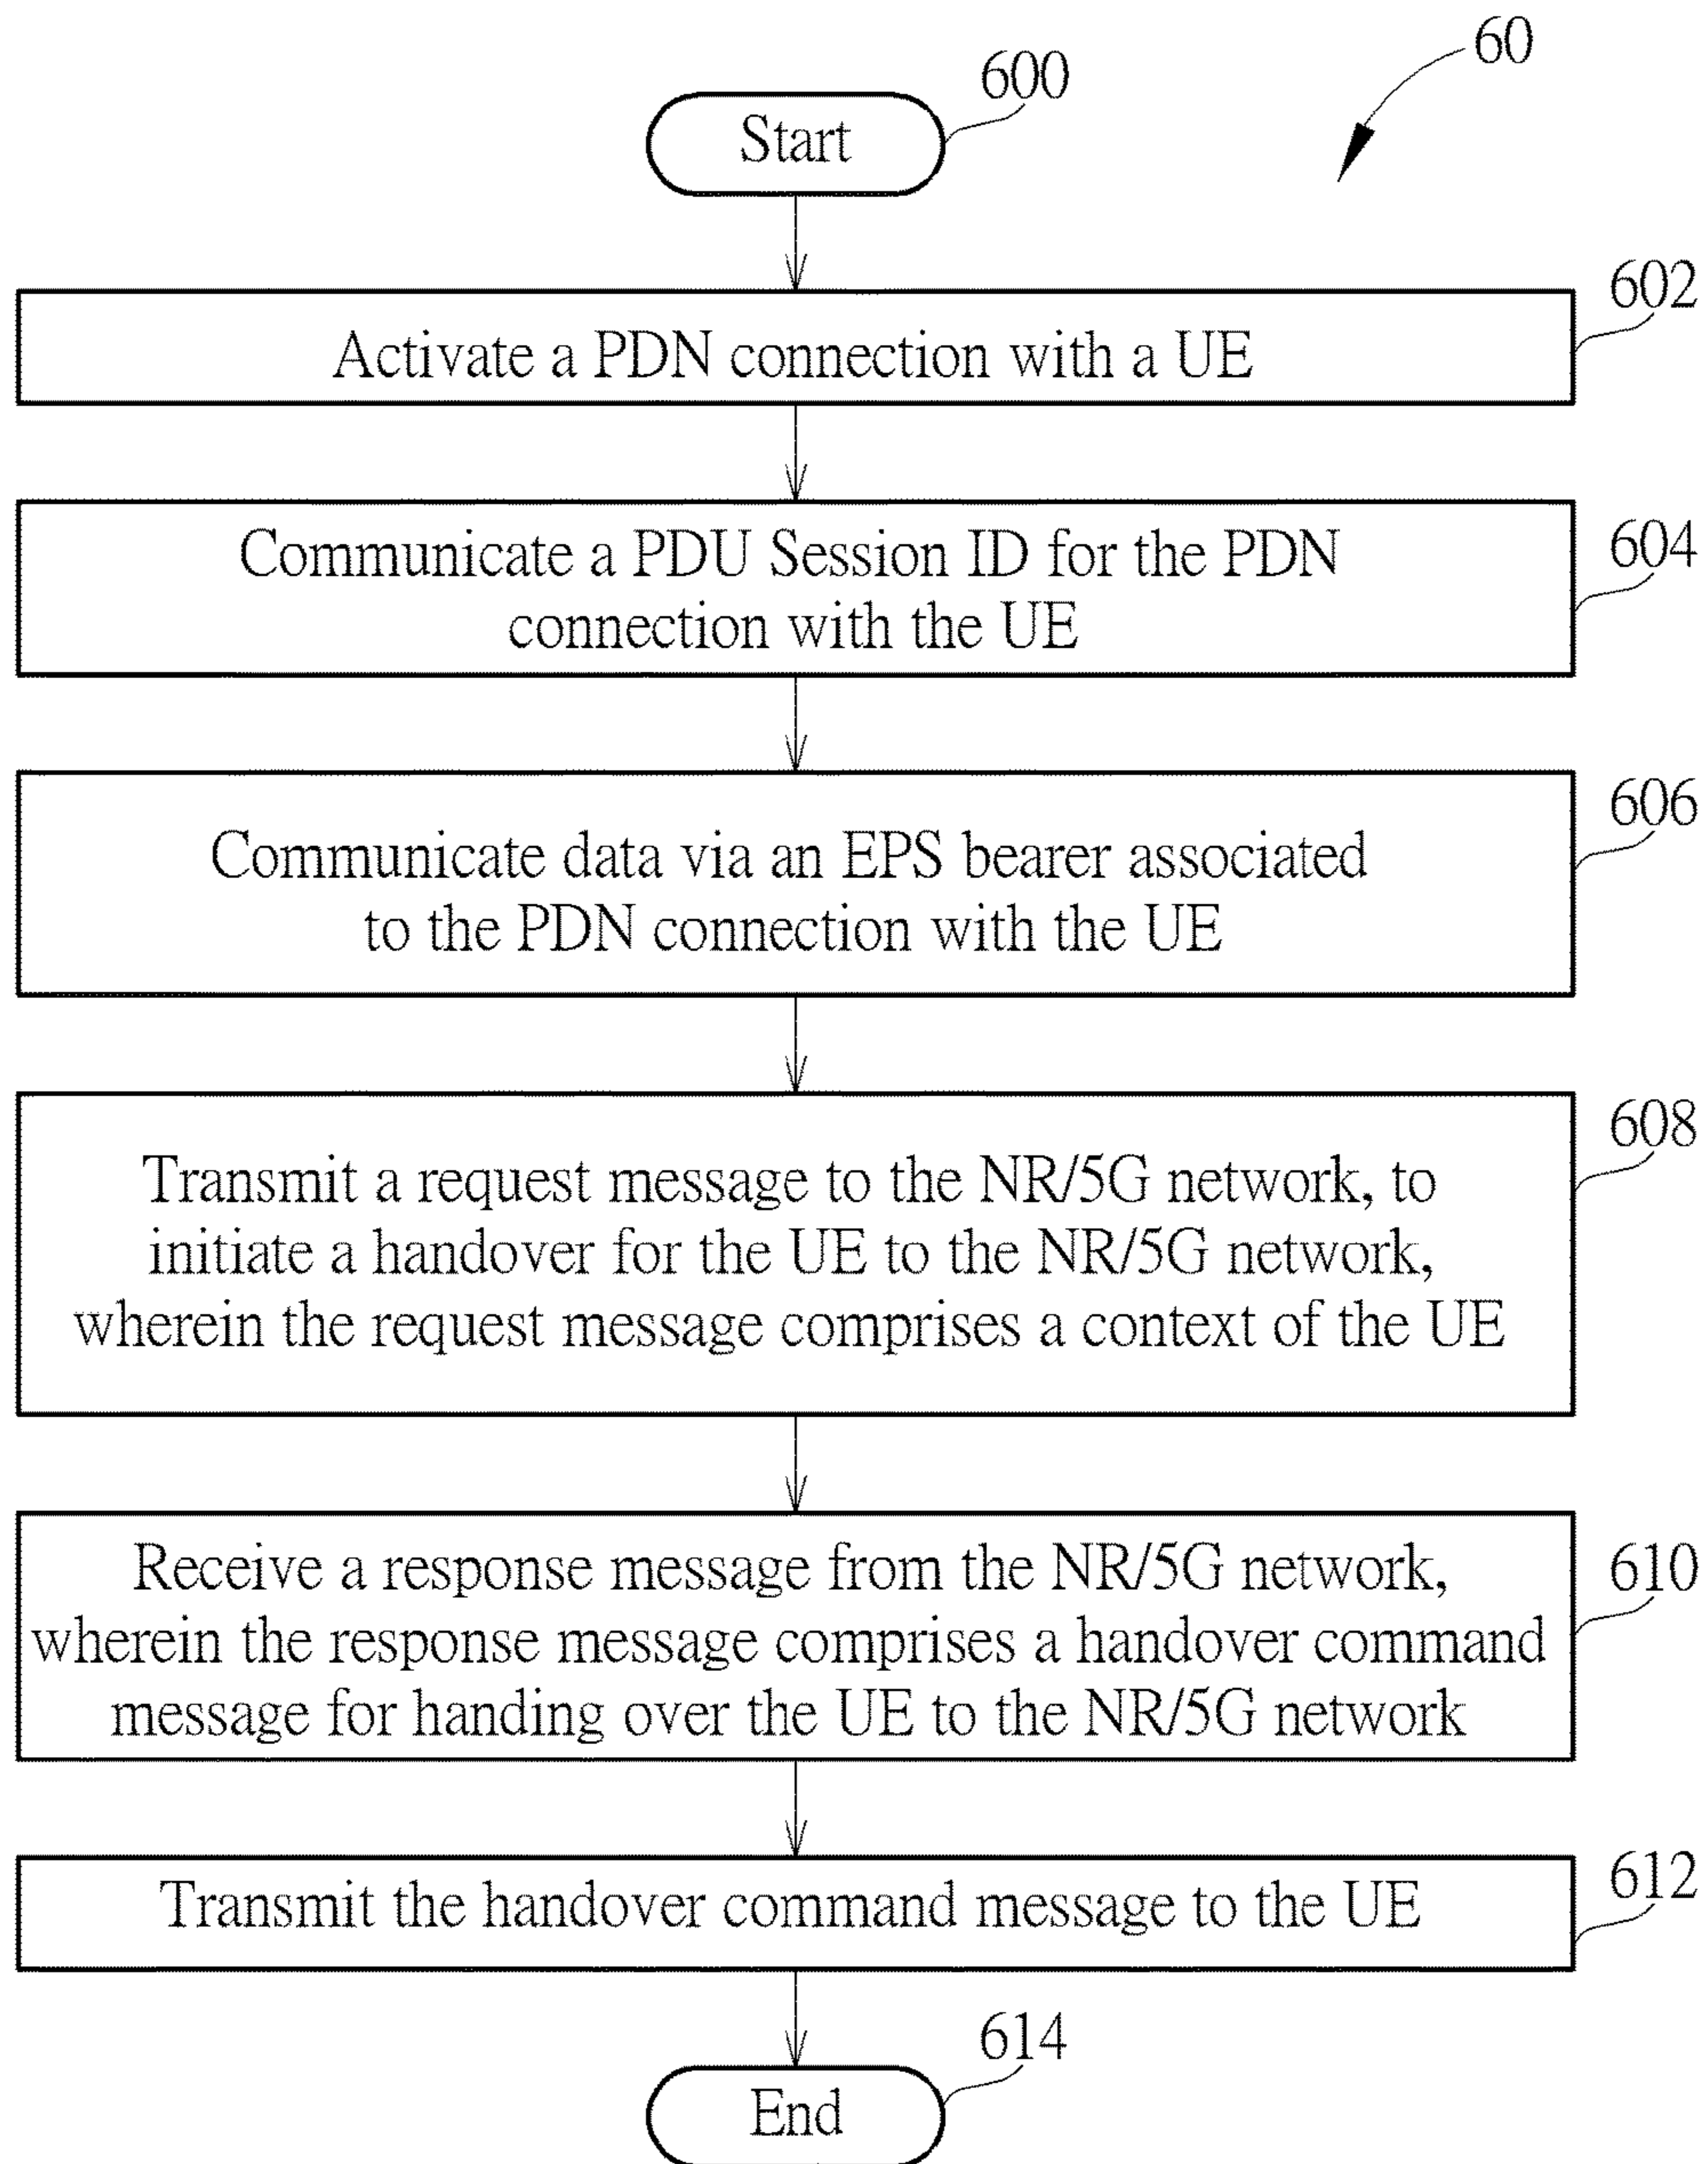 60
600
Start
602
Activate a PDN connection with a UE
604
Communicate a PDU Session ID for the PDN
connection with the UE
606
Communicate data via an EPS bearer associated
to the PDN connection with the UE
608
Transmit a request message to the NR/5G network, to
initiate a handover for the UE to the NR/5G network,
wherein the request message comprises a context of the UE
610
Receive a response message from the NR/5G network,
wherein the response message comprises a handover command
message for handing over the UE to the NR/5G network
612
Transmit the handover command message to the UE
614
End